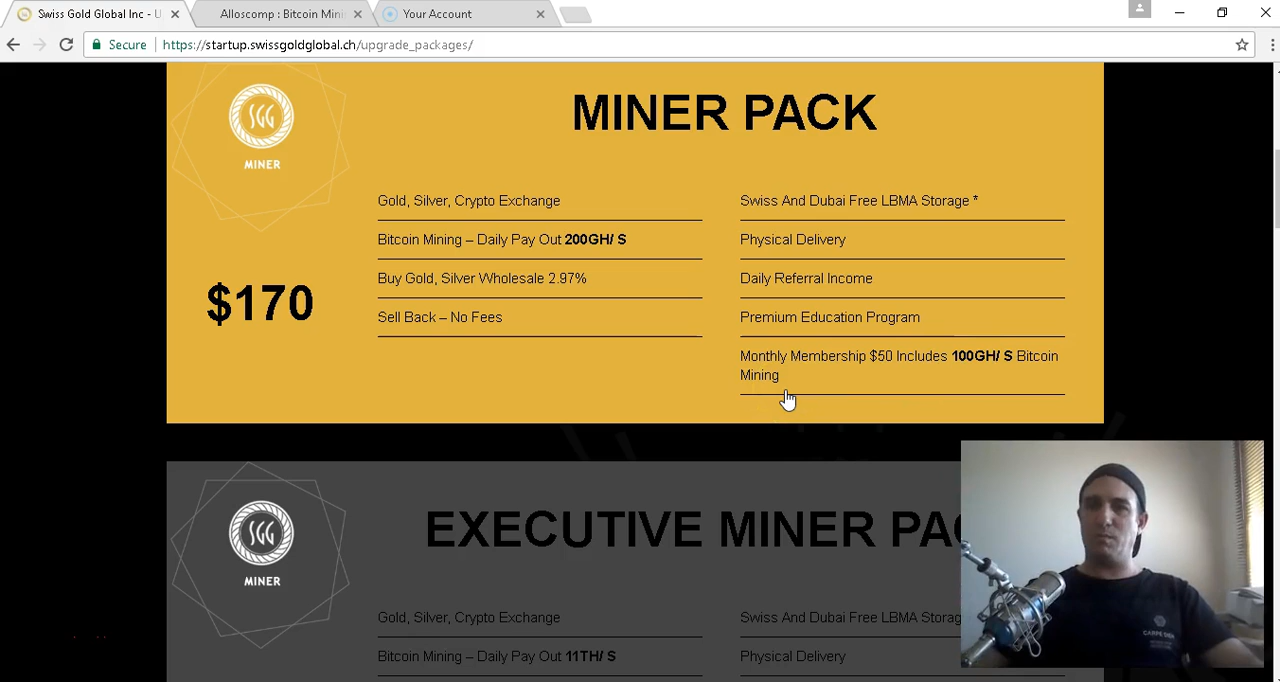 Swiss Gold Global Inc - U
Alloscomp : Bitcoin Mini
Your Account
Secure
https://startup.swissgoldglobal.ch/upgrade_packages/
SGG
MINER
MINER PACK
$170
Gold, Silver, Crypto Exchange
Bitcoin Mining – Daily Pay Out 200GH/ S
Buy Gold, Silver Wholesale 2.97%
Sell Back – No Fees
Swiss And Dubai Free LBMA Storage *
Physical Delivery
Daily Referral Income
Premium Education Program
Monthly Membership $50 Includes 100GH/ S Bitcoin
Mining
SGG
MINER
EXECUTIVE MINER
Gold, Silver, Crypto Exchange
Bitcoin Mining – Daily Pay Out 11TH/ S
Swiss And Dubai Free LBMA
Physical Delivery